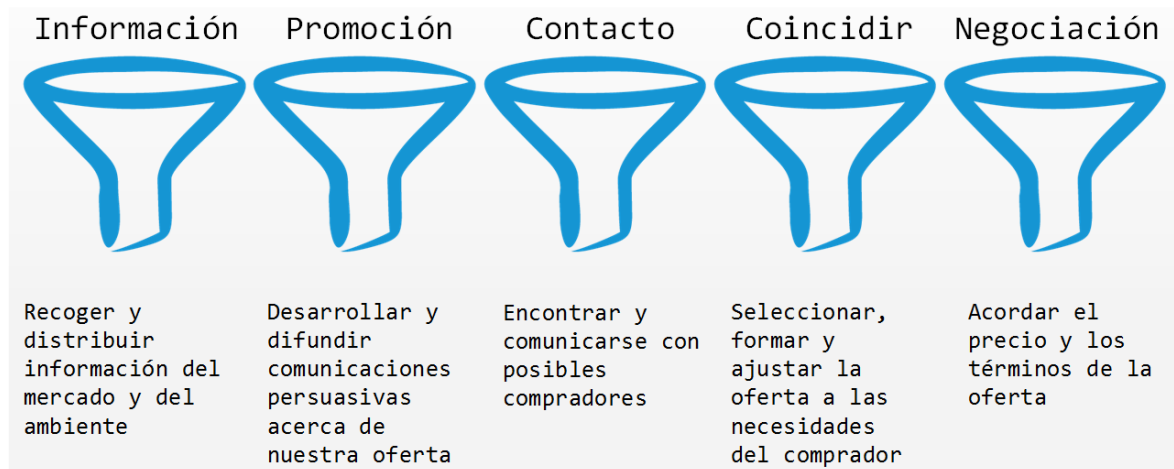 Información
Promoción
Contacto
Coincidir
Negociación
Recoger y
distribuir
información del
mercado y del
ambiente
Desarrollar y
difundir
comunicaciones
persuasivas
acerca de
nuestra oferta
Encontrar y
comunicarse con
posibles
compradores
Seleccionar,
formar y
ajustar la
oferta a las
necesidades
del comprador
Acordar el
precio y los
términos de la
oferta